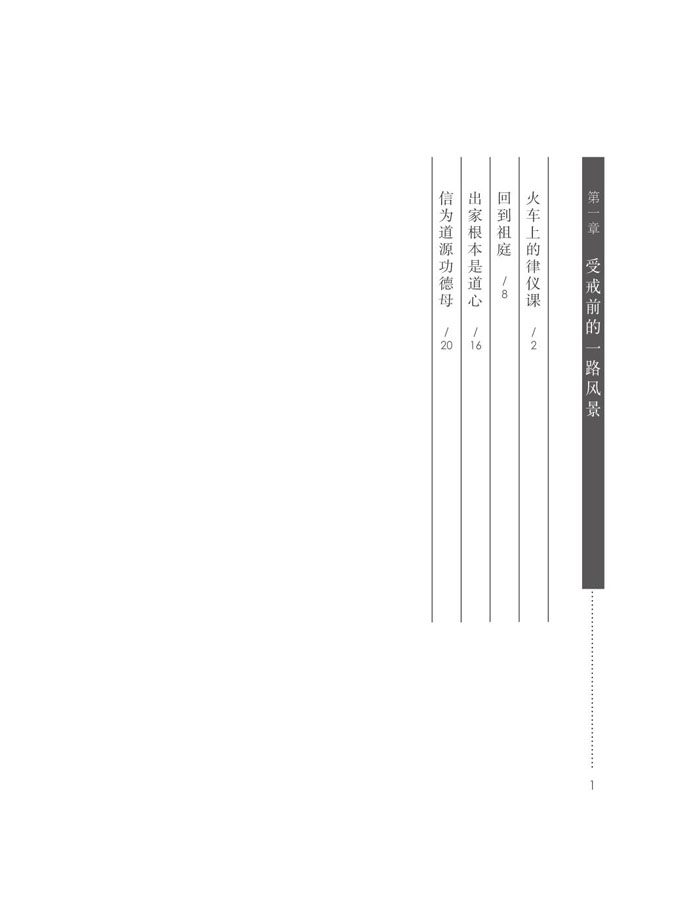 第一章 受戒前的一路风景 1
火车上的律仪课 /2
回到祖庭 /8
出家根本是道心 /16
信为道源功德母 /20